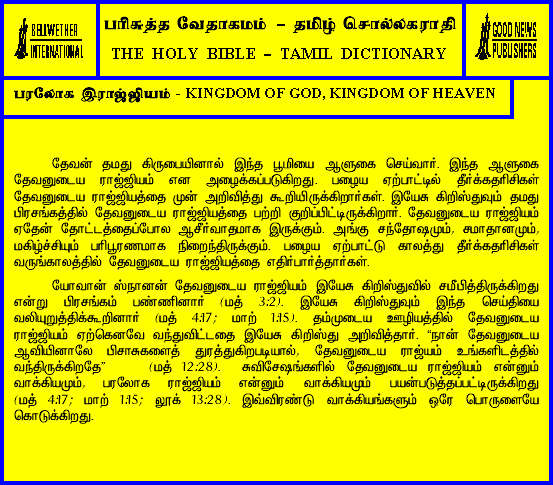 BELLWETHER
INTERNATIONAL
பரிசுத்த வேதாகமம் – தமிழ் சொல்லகராதி
THE HOLY BIBLE – TAMIL DICTIONARY
GOOD NEWS
PUBLISHERS
பரலோக இராஜ்ஜியம் - KINGDOM OF GOD, KINGDOM OF HEAVEN
தேவன் தமது கிருபையினால் இந்த பூமியை ஆளுகை செய்வார். இந்த ஆளுகை
தேவனுடைய ராஜ்ஜியம் என அழைக்கப்படுகிறது. பழைய ஏற்பாட்டில் தீர்க்கதரிசிகள்
தேவனுடைய ராஜ்ஜியத்தை முன் அறிவித்து கூறியிருக்கிறார்கள். இயேசு கிறிஸ்துவும் தமது
பிரசங்கத்தில் தேவனுடைய ராஜ்ஜியத்தை பற்றி குறிப்பிட்டிருக்கிறார். தேவனுடைய ராஜ்ஜியம்
ஏதேன் தோட்டத்தைப்போல ஆசீர்வாதமாக இருக்கும். அங்கு சந்தோஷமும், சமாதானமும்,
மகிழ்ச்சியும் பரிபூரணமாக நிறைந்திருக்கும். பழைய ஏற்பாட்டு காலத்து தீர்க்கதரிசிகள்
வருங்காலத்தில் தேவனுடைய ராஜ்ஜியத்தை எதிர்பார்த்தார்கள்.
யோவான் ஸ்நானன் தேவனுடைய ராஜ்ஜியம் இயேசு கிறிஸ்துவில் சமீபித்திருக்கிறது
என்று பிரசங்கம் பண்ணினார் (மத் 3:2). இயேசு கிறிஸ்துவும் இந்த செய்தியை
வலியுறுத்திக்கூறினார் (மத் 4:17; மாற் 1:15). தம்முடைய ஊழியத்தில் தேவனுடைய
ராஜ்ஜியம் ஏற்கெனவே வந்துவிட்டதை இயேசு கிறிஸ்து அறிவித்தார். “நான் தேவனுடைய
ஆவியினாலே பிசாசுகளைத் துரத்துகிறபடியால், தேவனுடைய ராஜ்யம் உங்களிடத்தில்
வந்திருக்கிறதே” (மத் 12:28). சுவிசேஷங்களில் தேவனுடைய ராஜ்ஜியம் என்னும்
வாக்கியமும், பரலோக ராஜ்ஜியம் என்னும் வாக்கியமும் பயன்படுத்தப்பட்டிருக்கிறது
(மத் 4:17; மாற் 1:15; லூக் 13:28). இவ்விரண்டு வாக்கியங்களும் ஒரே பொருளையே
கொடுக்கிறது.